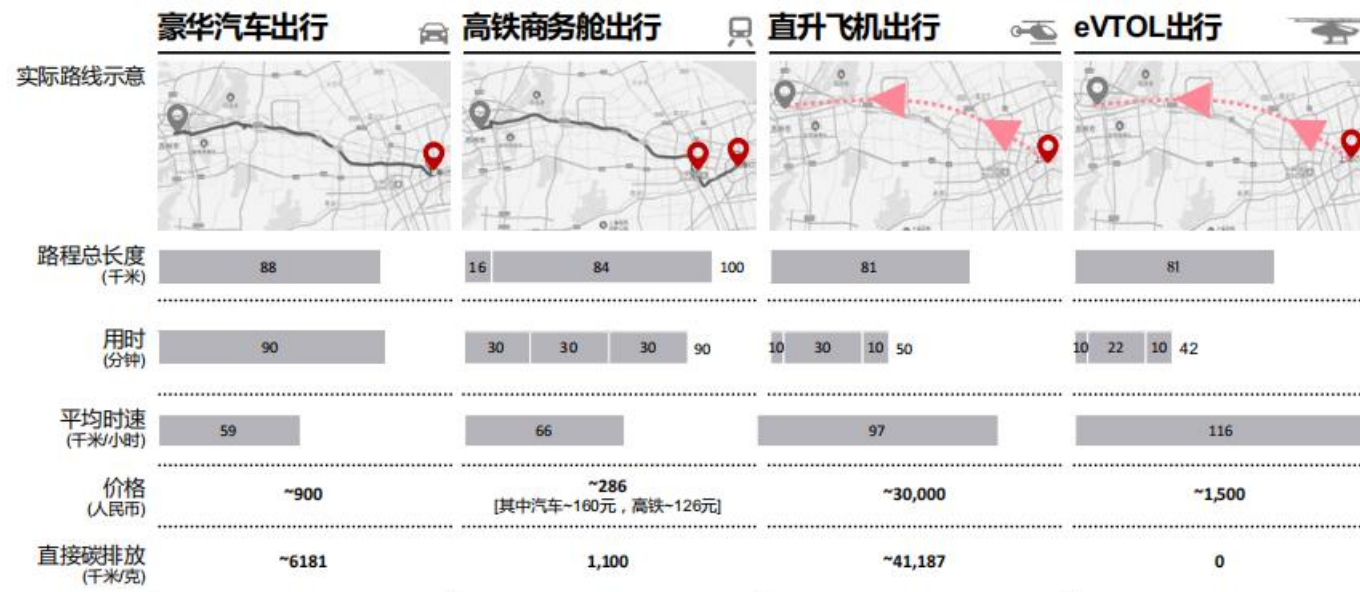 豪华汽车出行
高铁商务舱出行
直升飞机出行
eVTOL出行
实际路线示意
路程总长度
(千米)
88
16 84 100
81
81
用时
(分钟)
90
30 30 30 90
10 30 10 50
10 22 10 42
平均时速
(千米/小时)
59
66
97
116
价格
(人民币)
~900
~286
[其中汽车~160元，高铁~126元]
~30,000
~1,500
直接碳排放
(千米/克)
~6181
1,100
~41,187
0